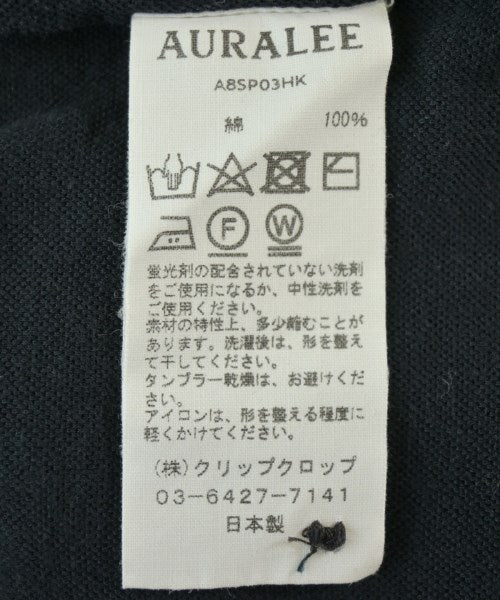 AURALEE
A8SP03HK
綿 100%
F W
蛍光剤の配合されていない洗剤
をご使用になるか、中性洗剤を
ご使用ください。
素材の特性上、多少縮むことが
あります。洗濯後は、形を整え
て干してください。
タンブラー乾燥は、お避けくださ
い。
アイロンは、形を整える程度に
軽くかけてください。
(株)クリップクロップ
03-6427-7141
日本製